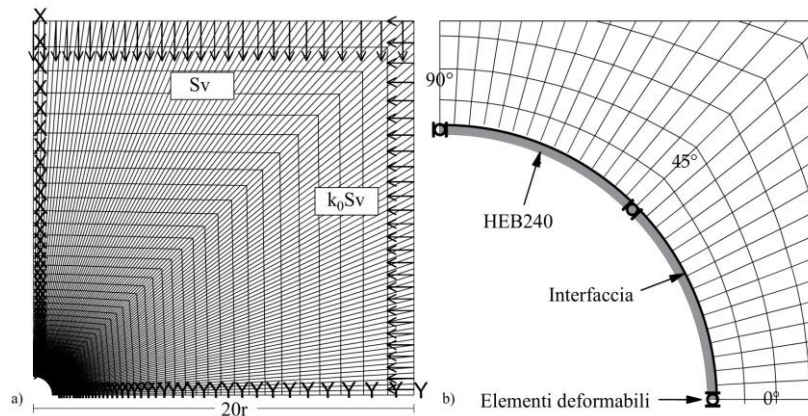 Sv
k₀Sv
a)
20r
90°
45°
HEB240
Interfaccia
b)
Elementi deformabili
0°
X
Y Y Y Y Y Y Y Y Y Y